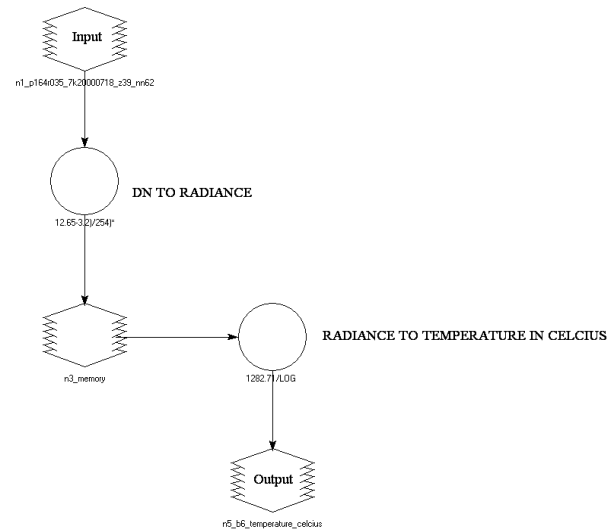 Input
n1_p164r035_7k20000718_z39_nn62
DN TO RADIANCE
12.65-3.2)/254)*
n3_memory
RADIANCE TO TEMPERATURE IN CELCIUS
1282.71/LOG
Output
n5_b6_temperature_celcius